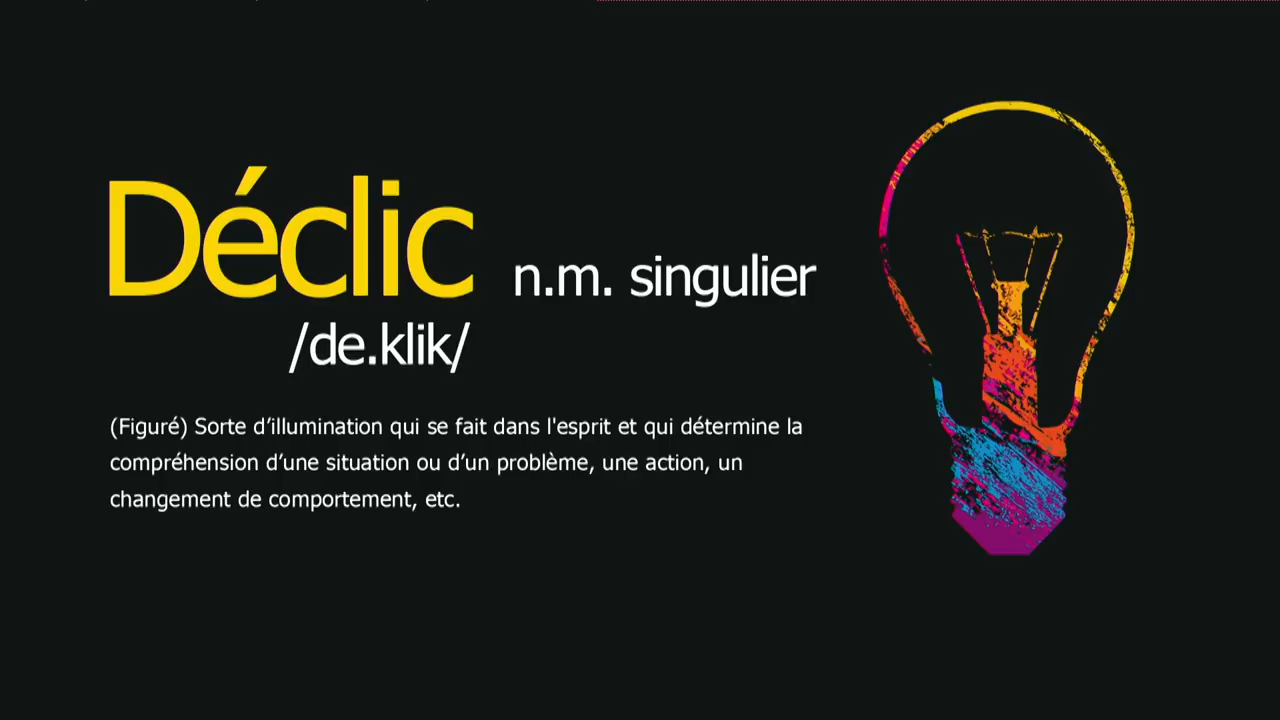 Déclic n.m. singulier
/de.klik/
(Figuré) Sorte d’illumination qui se fait dans l'esprit et qui détermine la
compréhension d’une situation ou d’un problème, une action, un
changement de comportement, etc.